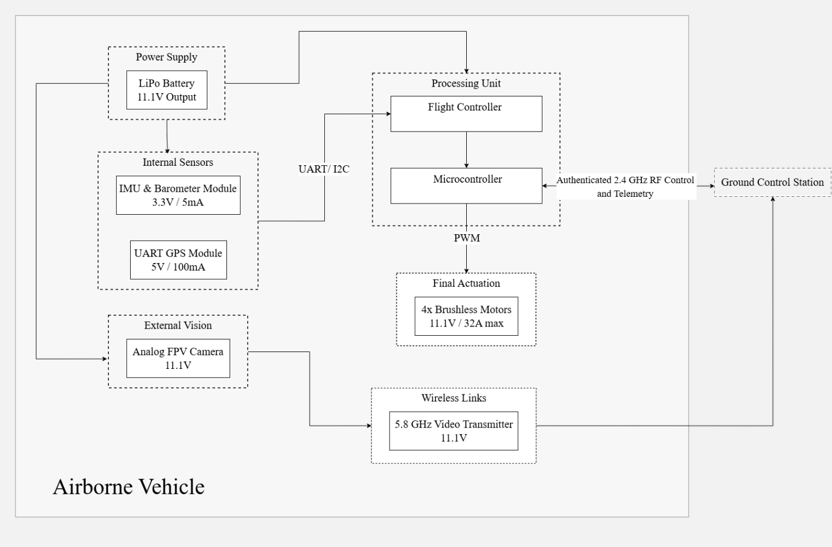 Power Supply
LiPo Battery
11.1V Output
Processing Unit
Flight Controller
Internal Sensors
IMU & Barometer Module
3.3V / 5mA
UART/ I2C
Microcontroller
Authenticated 2.4 GHz RF Control
and Telemetry
Ground Control Station
UART GPS Module
5V / 100mA
PWM
Final Actuation
4x Brushless Motors
11.1V / 32A max
External Vision
Analog FPV Camera
11.1V
Wireless Links
5.8 GHz Video Transmitter
11.1V
Airborne Vehicle